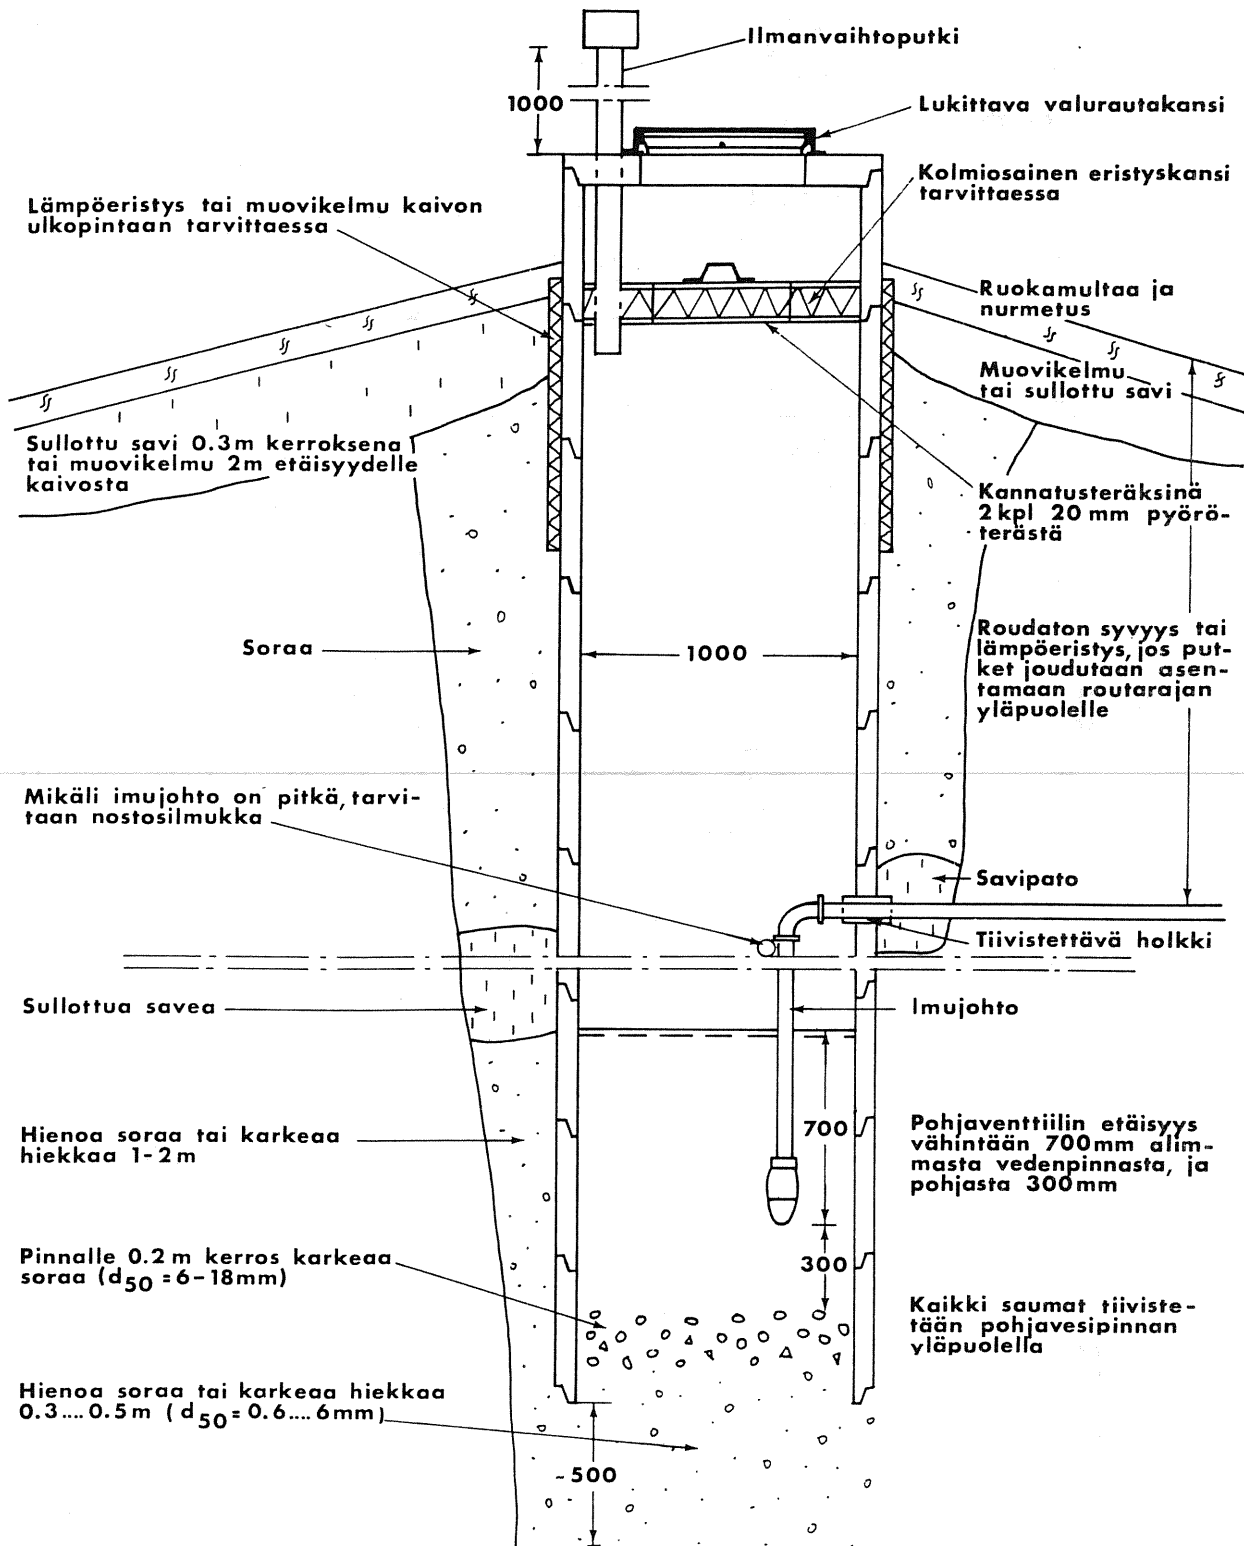 Ilmanvaihtoputki
1000
Lukittava valurautakansi
Kolmiosainen eristyskansi
tarvittaessa
Lämpöeristys tai muovikelmu kaivon
ulkopintaan tarvittaessa
Ruokamultaa ja
nurmetus
Muovikelmu
tai sullottu savi
Sullottu savi 0.3m kerroksena
tai muovikelmu 2m etäisyydelle
kaivosta
Kannatusteräksinä
2 kpl 20 mm pyörö-
terästä
Soraa
1000
Roudaton syvyys tai
lämpöeristys, jos put-
ket joudutaan asen-
tamaan routarajan
yläpuolelle
Mikäli imujohto on pitkä, tarvi-
taan nostosilmukka
Savipato
Tiivistettävä holkki
Sullottua savea
Imujohto
700
Hienoa soraa tai karkeaa
hiekkaa 1-2m
Pohjaventtiilin etäisyys
vähintään 700mm alim-
masta vedenpinnasta, ja
pohjasta 300mm
Pinnalle 0.2m kerros karkeaa
soraa (d50 = 6-18mm)
300
Kaikki saumat tiiviste-
tään pohjavesipinnan
yläpuolella
Hienoa soraa tai karkeaa hiekkaa
0.3....0.5m (d50 = 0.6....6mm)
~500